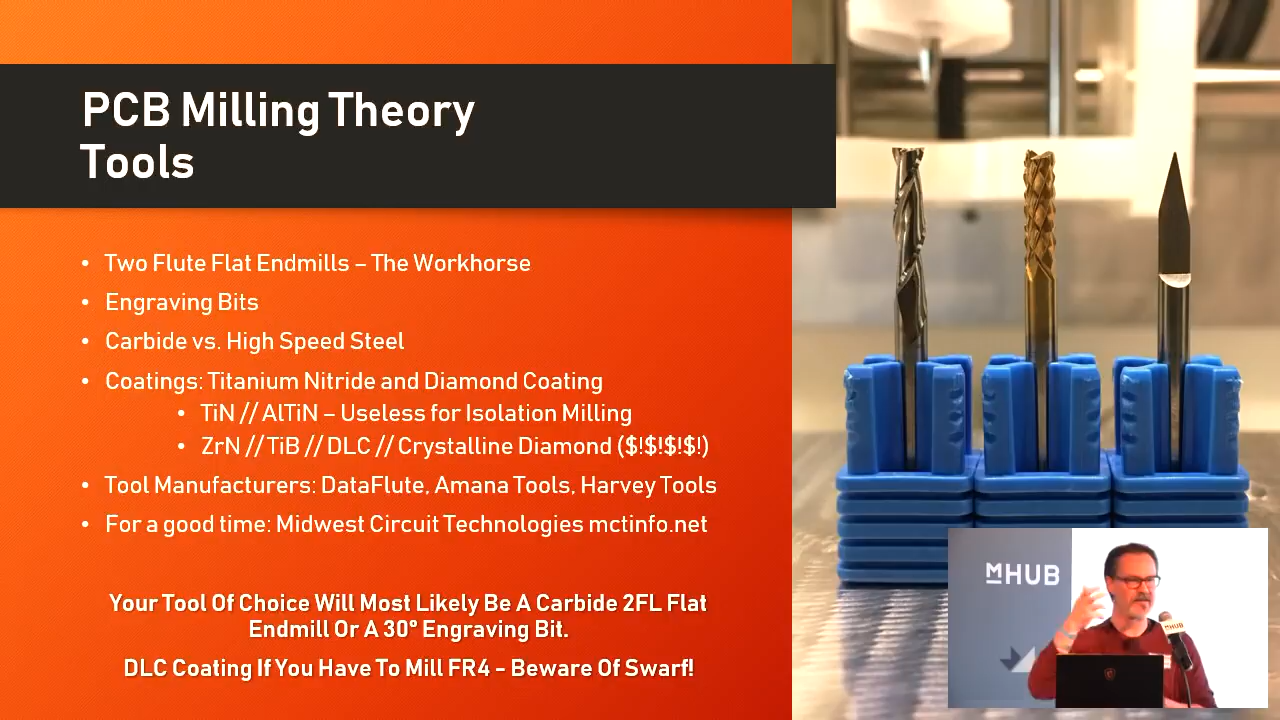 PCB Milling Theory
Tools
• Two Flute Flat Endmills – The Workhorse
• Engraving Bits
• Carbide vs. High Speed Steel
• Coatings: Titanium Nitride and Diamond Coating
• TiN // AlTiN – Useless for Isolation Milling
• ZrN // TiB // DLC // Crystalline Diamond ($!$!$!$!)
• Tool Manufacturers: DataFlute, Amana Tools, Harvey Tools
• For a good time: Midwest Circuit Technologies mctinfo.net
Your Tool Of Choice Will Most Likely Be A Carbide 2FL Flat
Endmill Or A 30° Engraving Bit.
DLC Coating If You Have To Mill FR4 – Beware Of Swarf!
mHUB
mHUB